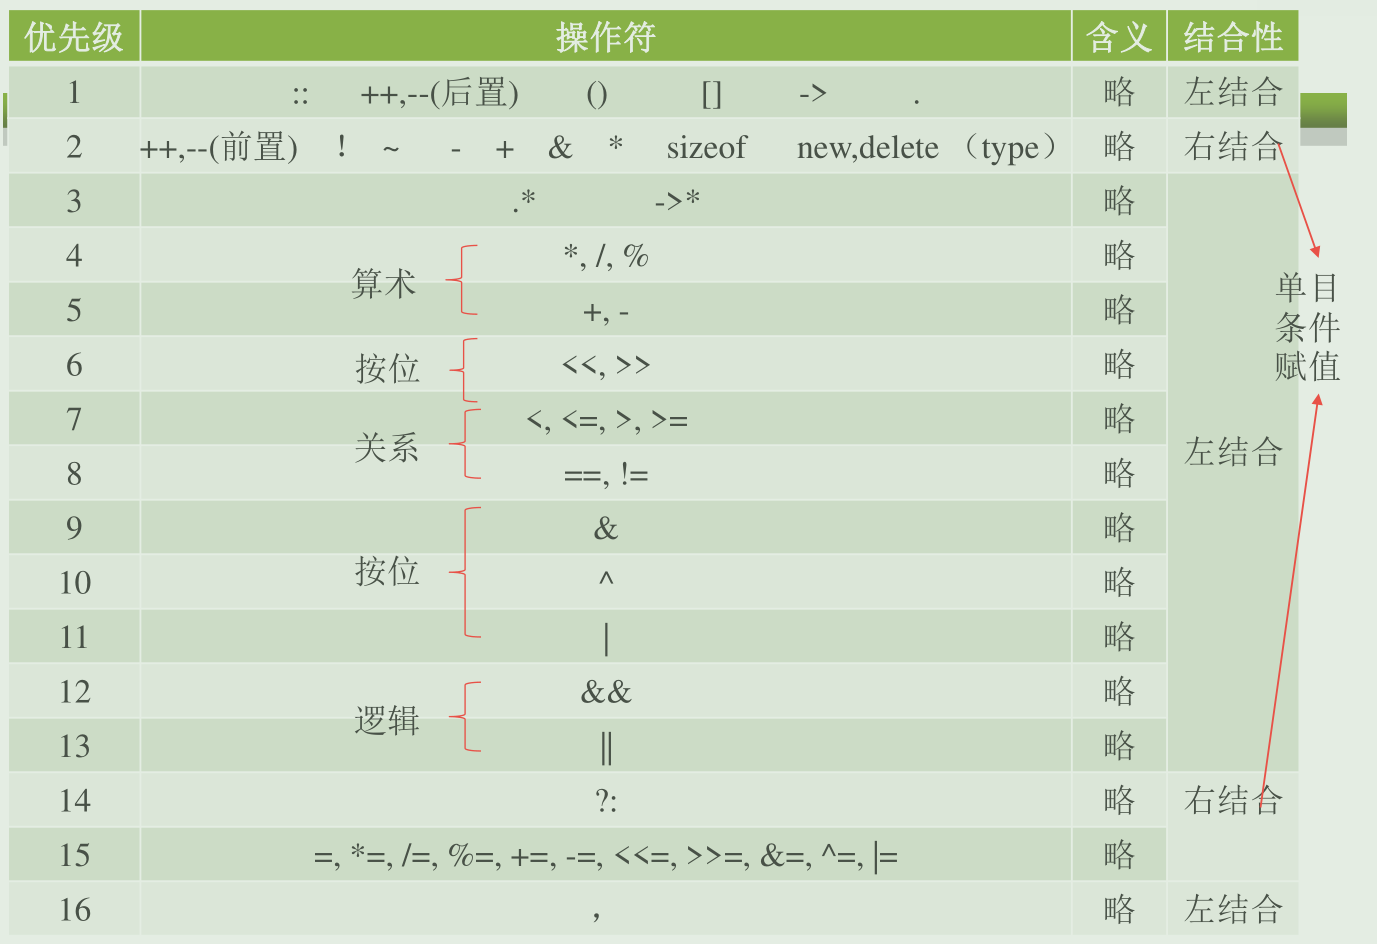 优先级 操作符 含义 结合性
1 :: ++,--(后置) () [] -> . 略 左结合
2 ++,--(前置) ! ~ - + & * sizeof new,delete （type） 略 右结合
3 .* ->* 略
4 *, /, % 略
算术
5 +, - 略
单目
条件
赋值
6 <<, >> 略
按位
7 <, <=, >, >= 略
关系
左结合
8 ==, != 略
9 & 略
按位
10 ^ 略
11 | 略
12 && 略
逻辑
13 || 略
14 ?: 略 右结合
15 =, *=, /=, %=, +=, -=, <<=, >>=, &=, ^=, |= 略
16 , 略 左结合